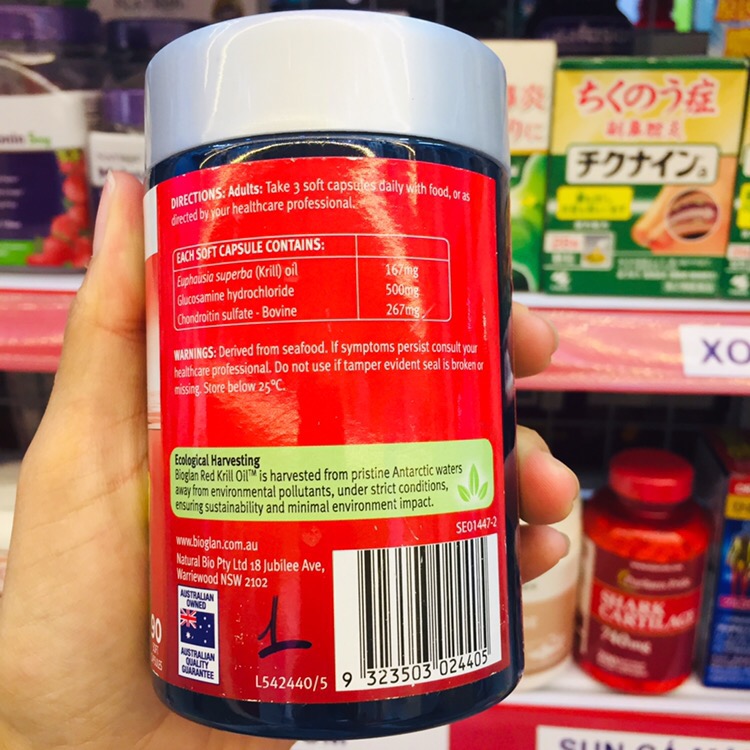 DIRECTIONS: Adults: Take 3 soft capsules daily with food, or as
directed by your healthcare professional.
EACH SOFT CAPSULE CONTAINS:
Euphausia superba (Krill) oil 167mg
Glucosamine hydrochloride 500mg
Chondroitin sulfate - Bovine 267mg
WARNINGS: Derived from seafood. If symptoms persist consult your
healthcare professional. Do not use if tamper evident seal is broken or
missing. Store below 25°C.
Ecological Harvesting
Bioglan Red Krill Oil™ is harvested from pristine Antarctic waters
away from environmental pollutants, under strict conditions,
ensuring sustainability and minimal environment impact.
SE01447-2
www.bioglan.com.au
Natural Bio Pty Ltd 18 Jubilee Ave,
Warriewood NSW 2102
AUSTRALIAN
OWNED
AUSTRALIAN
QUALITY
GUARANTEE
90
1
L542440/5
9 323503 024405
ちくのう症
副鼻腔炎
チクナイン
XO
SHARK
CARTILAGE